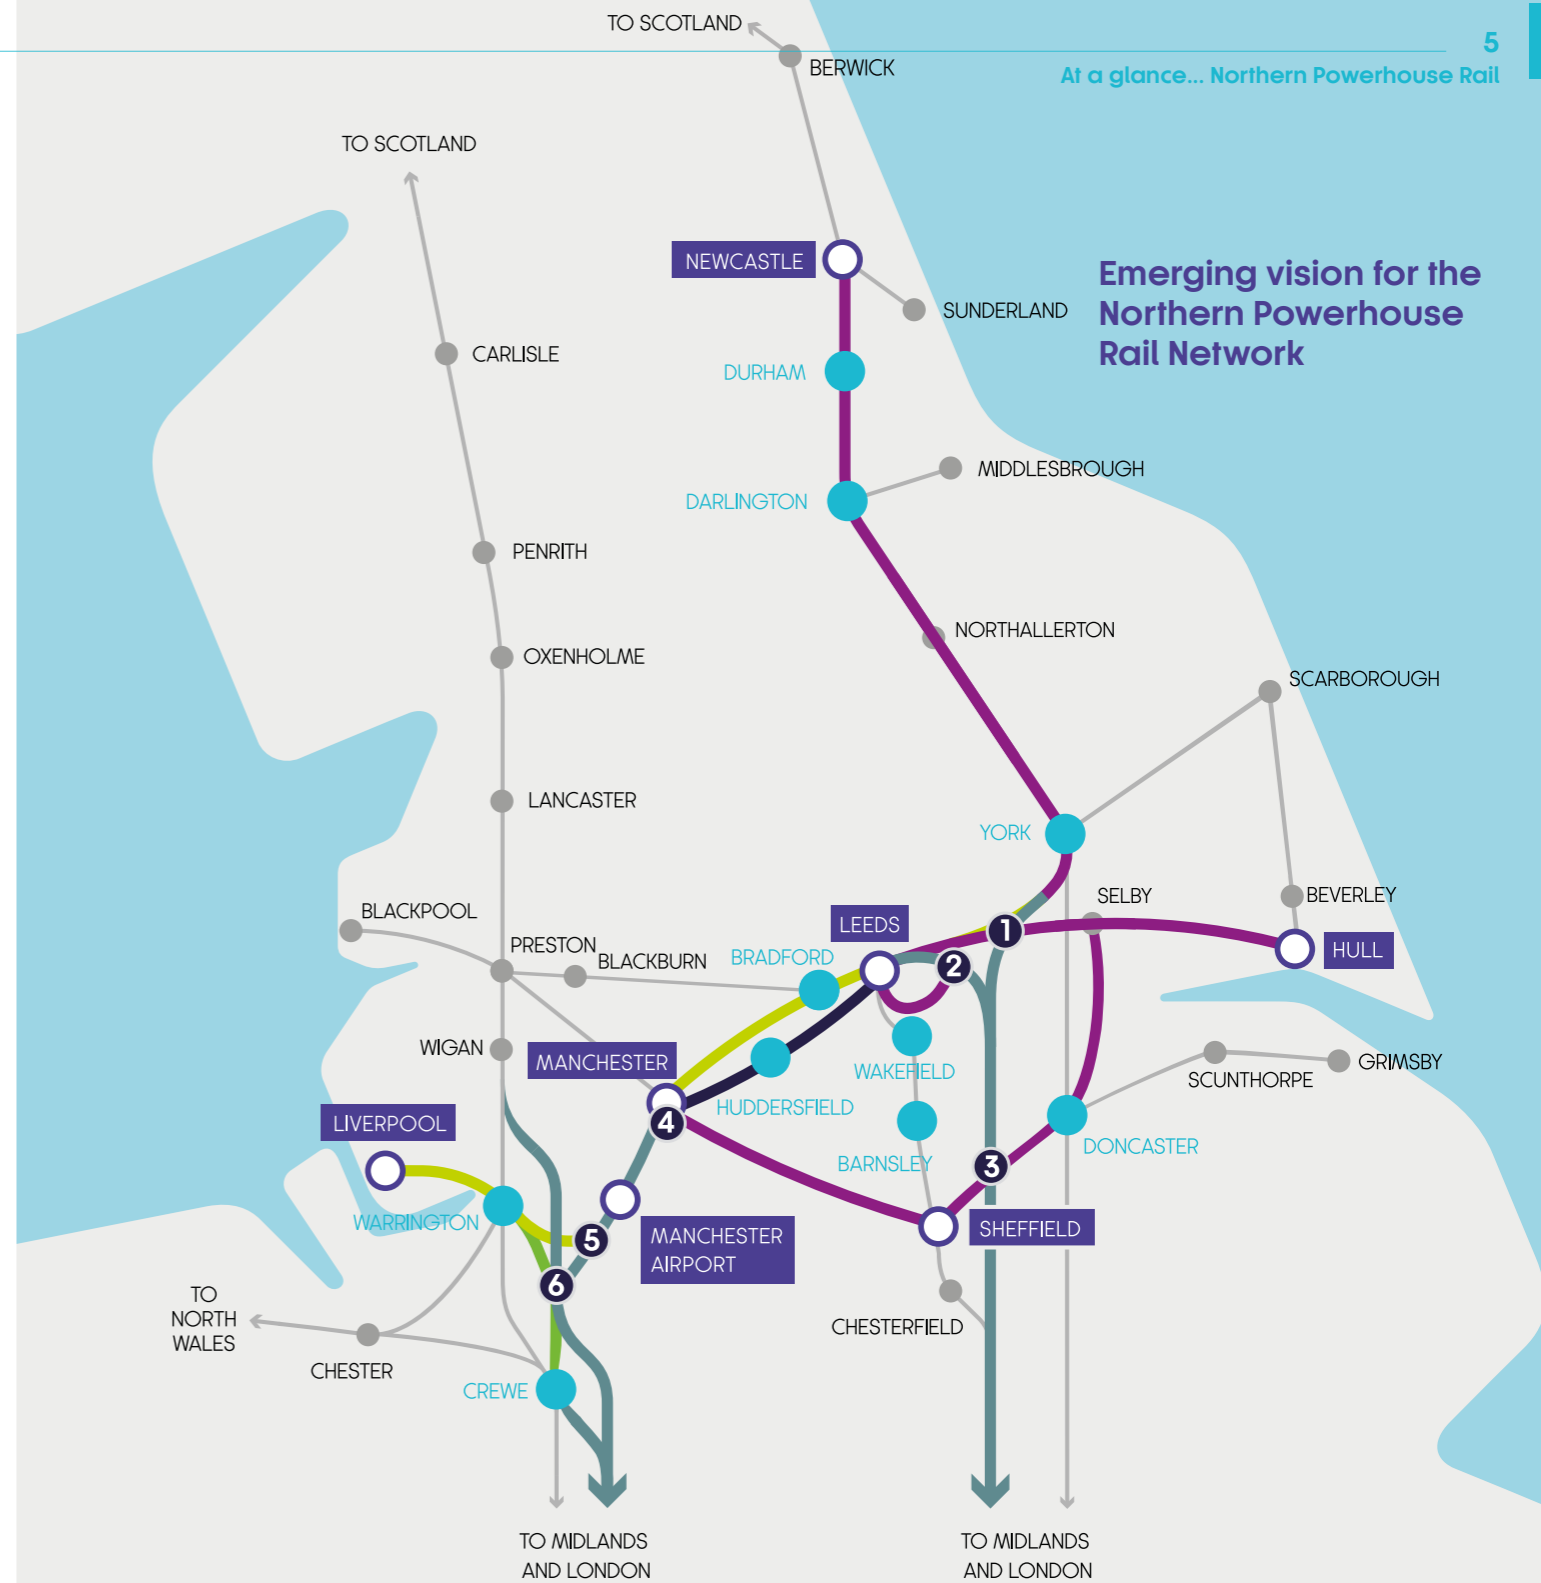 TO SCOTLAND
5
BERWICK
At a glance... Northern Powerhouse Rail
TO SCOTLAND
NEWCASTLE
Emerging vision for the
Northern Powerhouse
Rail Network
SUNDERLAND
CARLISLE
DURHAM
MIDDLESBROUGH
DARLINGTON
PENRITH
NORTHALLERTON
OXENHOLME
SCARBOROUGH
LANCASTER
YORK
SELBY
BEVERLEY
BLACKPOOL
LEEDS
1
HULL
PRESTON
BLACKBURN
BRADFORD
2
WIGAN
MANCHESTER
WAKEFIELD
GRIMSBY
SCUNTHORPE
HUDDERSFIELD
LIVERPOOL
4
DONCASTER
BARNSLEY
3
WARRINGTON
5
MANCHESTER
AIRPORT
SHEFFIELD
6
TO
NORTH
WALES
CHESTERFIELD
CHESTER
CREWE
TO MIDLANDS
AND LONDON
TO MIDLANDS
AND LONDON